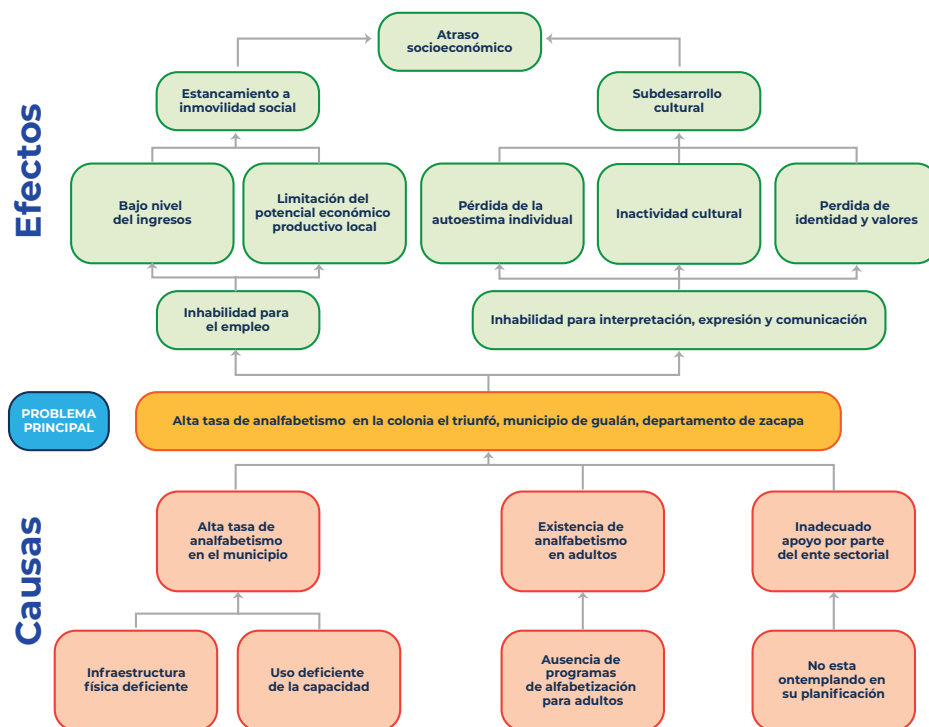 Efectos
Atraso
socioeconómico
Estancamiento a
inmovilidad social
Subdesarrollo
cultural
Bajo nivel
del ingresos
Limitación del
potencial económico
productivo local
Pérdida de la
autoestima individual
Inactividad cultural
Perdida de
identidad y valores
Inhabilidad para
el empleo
Inhabilidad para interpretación, expresión y comunicación
PROBLEMA
PRINCIPAL
Alta tasa de analfabetismo en la colonia el triunfó, municipio de gualán, departamento de zacapa
Causas
Alta tasa de
analfabetismo
en el municipio
Existencia de
analfabetismo
en adultos
Inadecuado
apoyo por parte
del ente sectorial
Infraestructura
física deficiente
Uso deficiente
de la capacidad
Ausencia de
programas
de alfabetización
para adultos
No esta
ontemplando en
su planificación